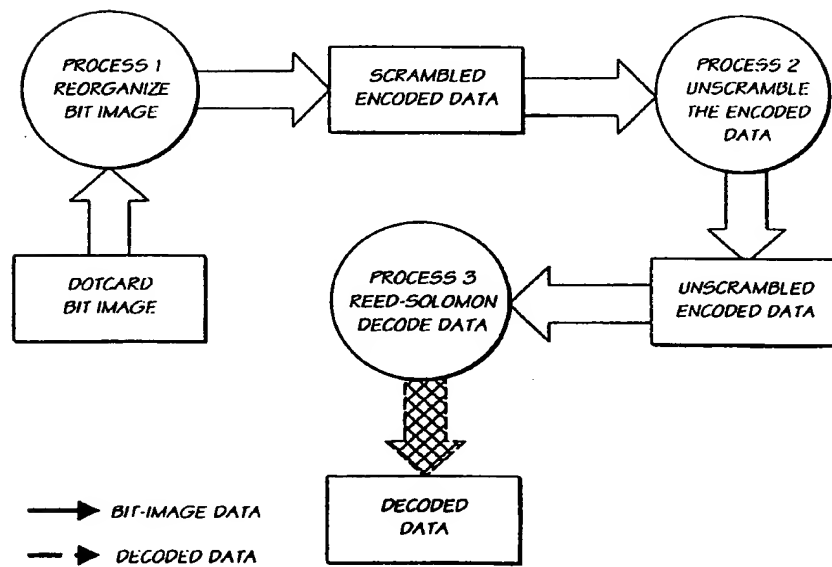 PROCESS 1
REORGANIZE
BIT IMAGE
SCRAMBLED
ENCODED DATA
PROCESS 2
UNSCRAMBLE
THE ENCODED
DATA
DOTCARD
BIT IMAGE
PROCESS 3
REED-SOLOMON
DECODE DATA
UNSCRAMBLED
ENCODED DATA
DECODED
DATA
BIT-IMAGE DATA
DECODED DATA